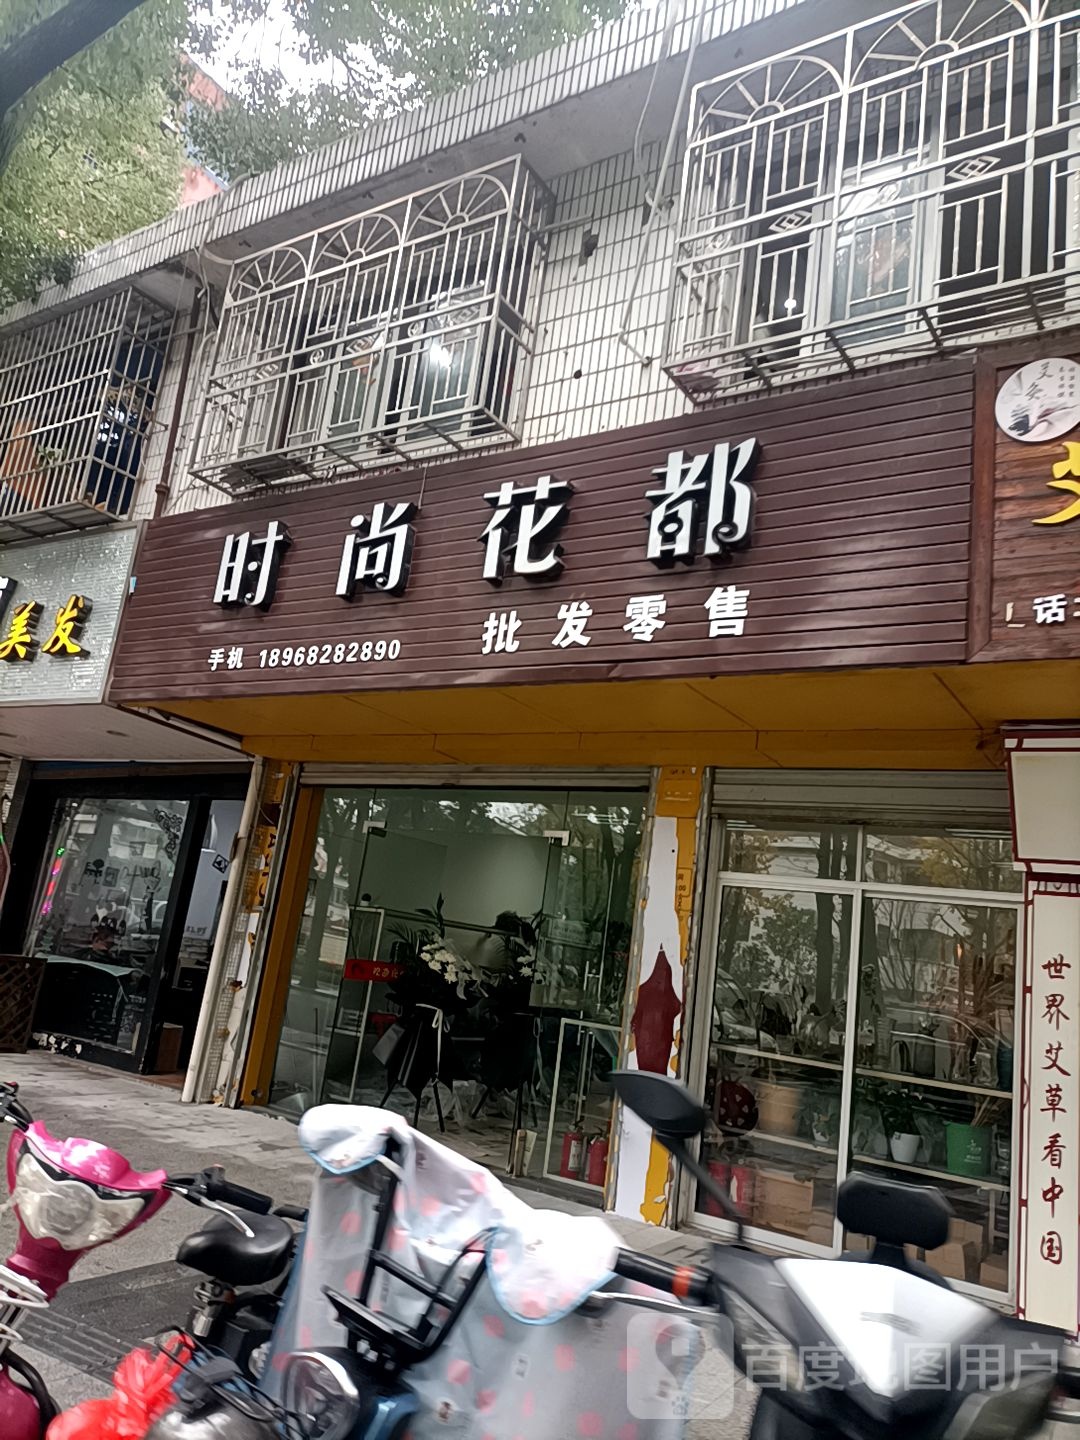 时尚花都
批发零售
手机 18968282890
美发
话
世界艾草看中国
百度地图用户